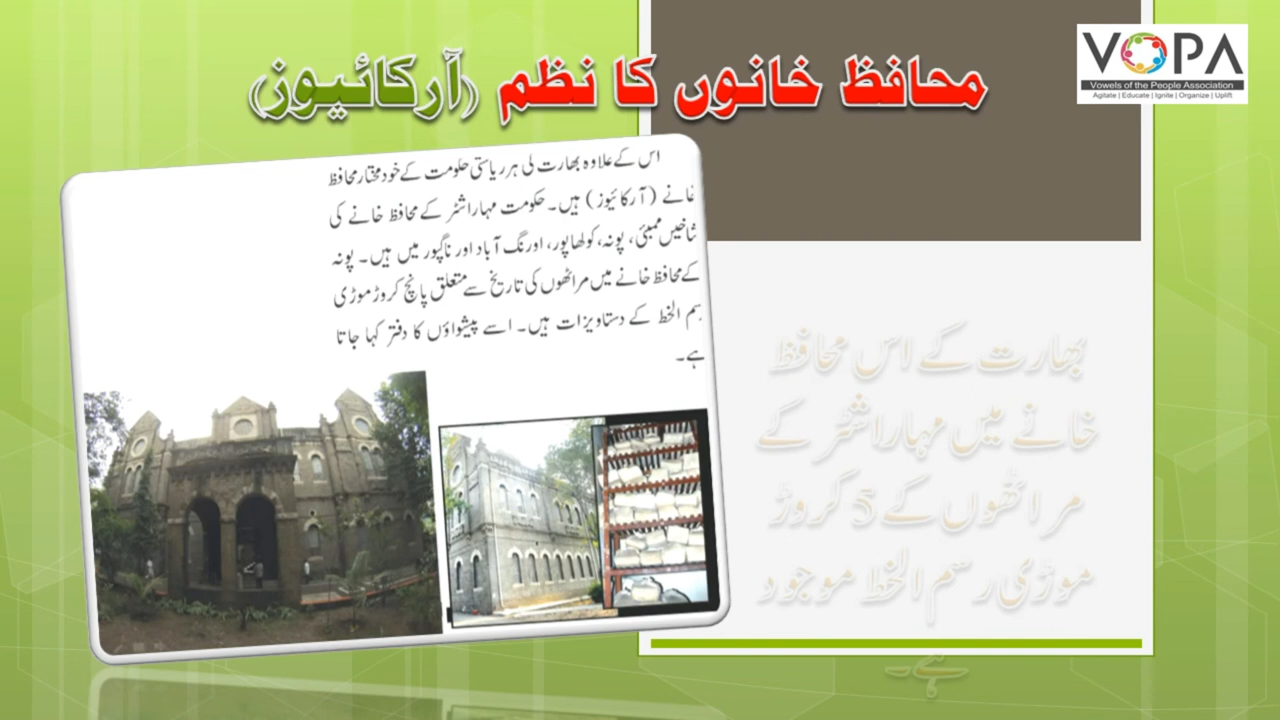 محافظ خانوں کا نظم (آرکائیوز)
VOPA
Vowels of the People Association
Agitate | Educate | Ignite | Organize | Uplift
اس کے علاوہ بھارت کی ہر ریاستی حکومت کے خود مختار محافظ
خانے (آرکائیوز) ہیں۔ حکومت مہاراشٹر کے محافظ خانے کی
شاخیں ممبئی، پونہ، کولھاپور، اورنگ آباد اور ناگپور میں ہیں۔ پونہ
کے محافظ خانے میں مراٹھوں کی تاریخ سے متعلق پانچ کروڑ موڑی
رسم الخط کے دستاویزات ہیں۔ اسے پیشواؤں کا دفتر کہا جاتا
ہے۔
بھارت کے اس محافظ
خانے میں مہاراشٹر کے
مراٹھوں کے 5 کروڑ
موڑی رسم الخط موجود
ہے۔